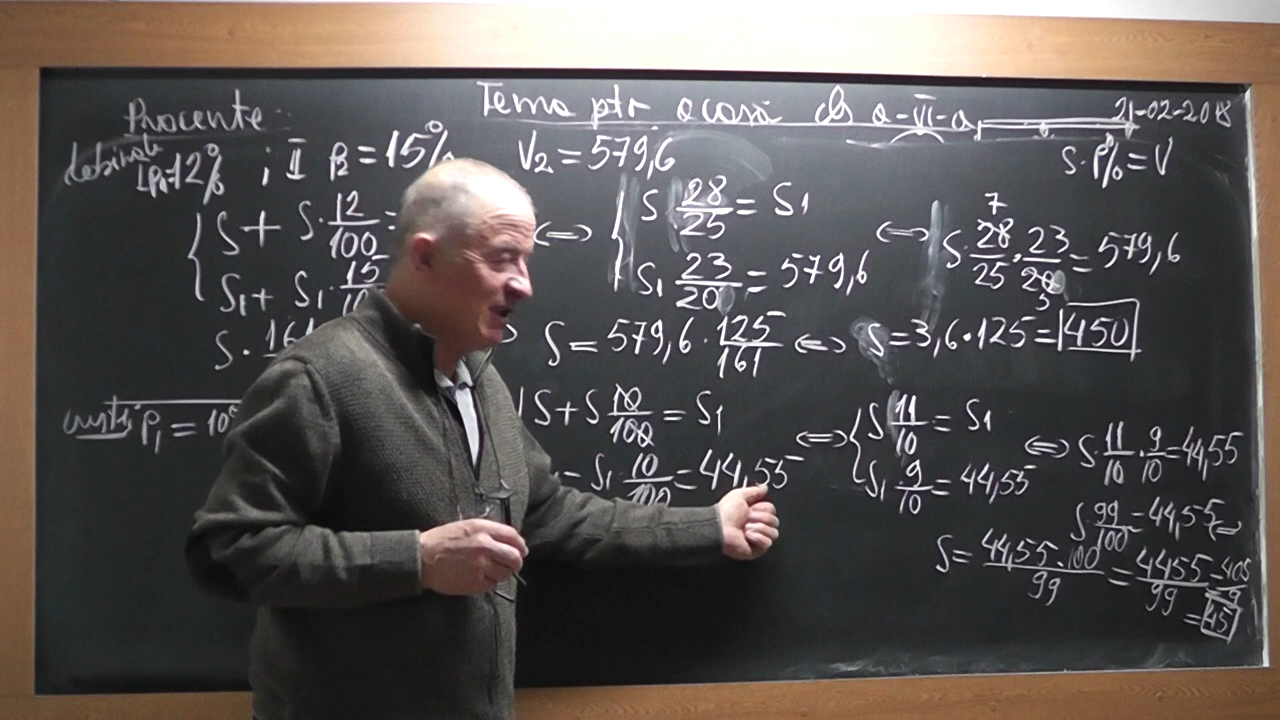 Procente Tema ptr acasă cls a-VI-a 21-02-2018
I p₁=12% ; II p₂=15% V₂=579,6 S·P%=V
S+S·12/100= ⇔ S 28/25=S₁ ⇔ S·28/25·23/20=579,6 7 5
S₁+S₁·15/ S₁ 23/20=579,6
S·161 S=579,6·125/161 ⇔ S=3,6·125=450
P₁=10% S+S 10/100=S₁ ⇔ S 11/10=S₁ ⇔ S 11/10·9/10=44,55
-S₁·10/100=44,55 S₁ 9/10=44,55
S 99/100=44,55 ⇔
S=44,55·100/99=4455/99=405/9
=45